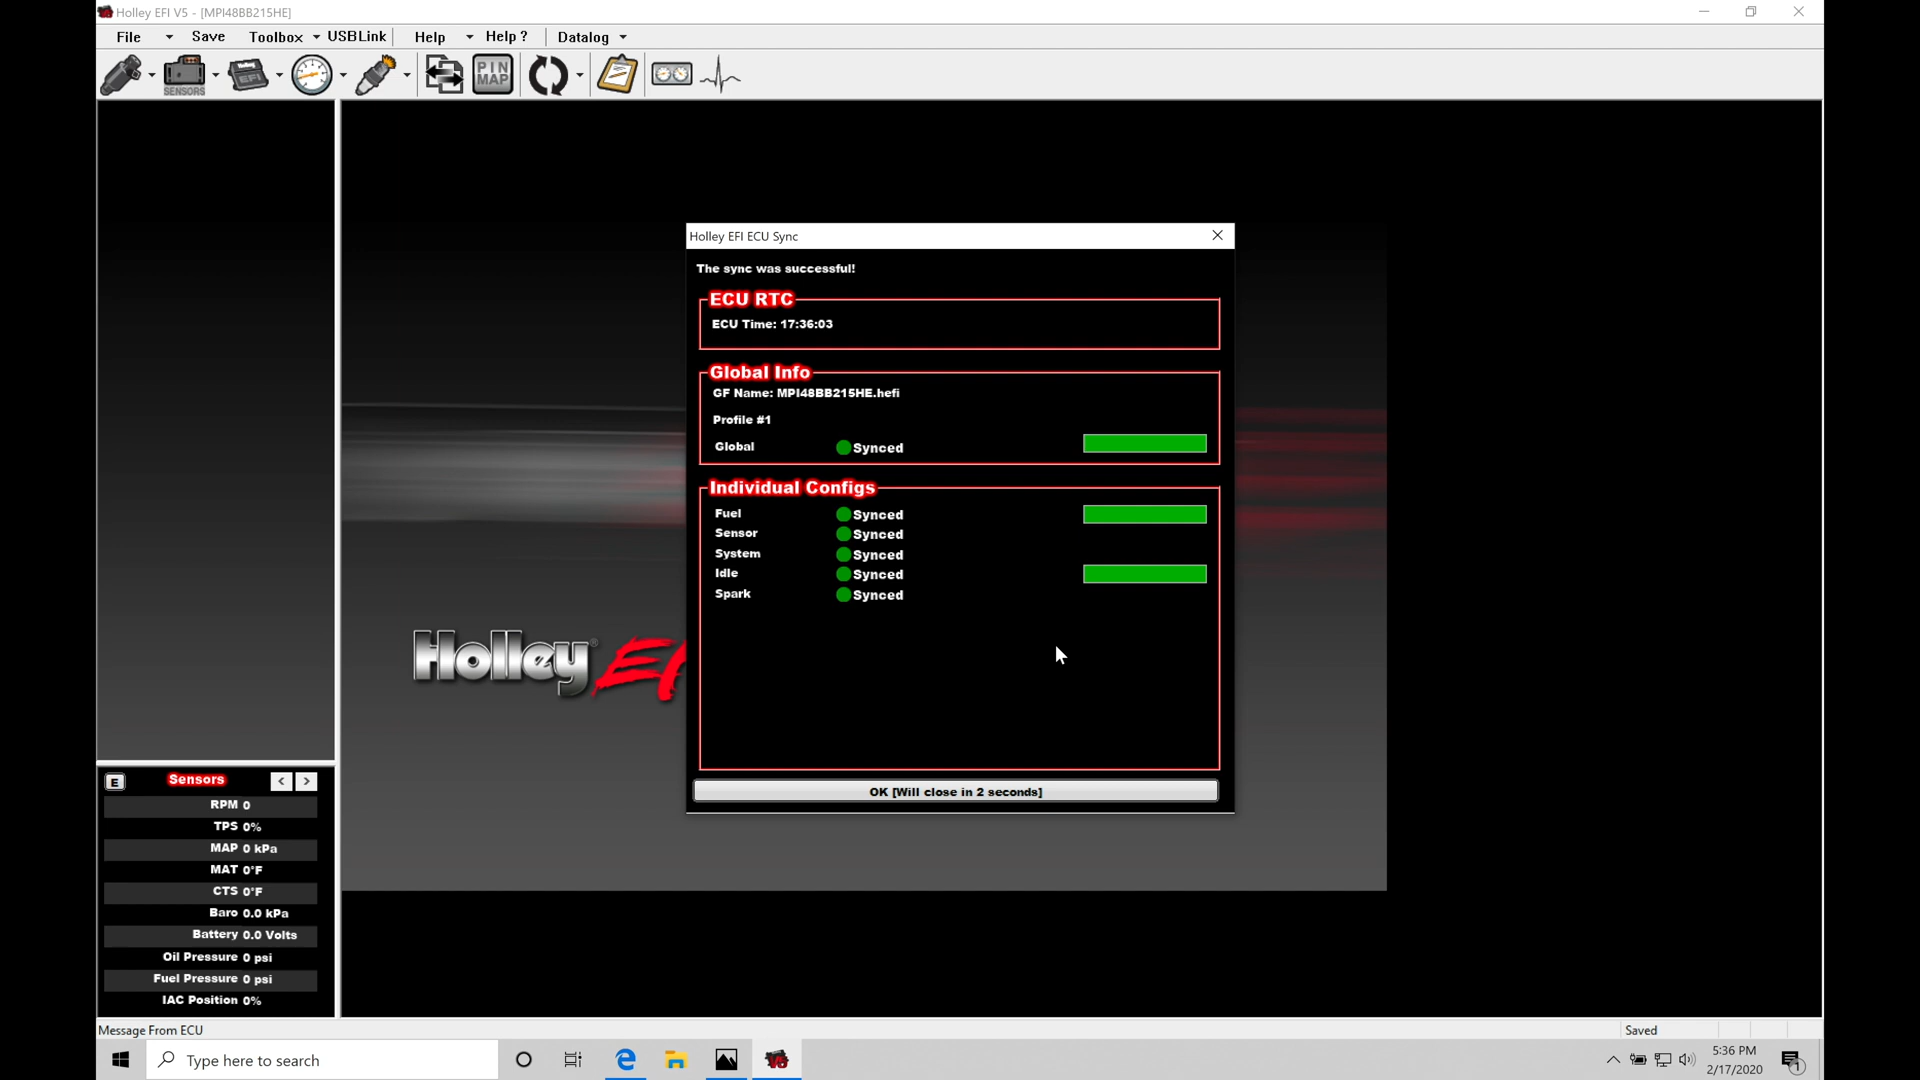 Holley EFI V5 - [MPI48BB215HE]
File Save Toolbox USBLink Help Help ? Datalog
SENSORS EFI PIN MAP
Holley EFI ECU Sync
The sync was successful!
ECU RTC
ECU Time: 17:36:03
Global Info
GF Name: MPI48BB215HE.hefi
Profile #1
Global Synced
Individual Configs
Fuel Synced
Sensor Synced
System Synced
Idle Synced
Spark Synced
Holley®
OK [Will close in 2 seconds]
E Sensors < >
RPM 0
TPS 0%
MAP 0 kPa
MAT 0°F
CTS 0°F
Baro 0.0 kPa
Battery 0.0 Volts
Oil Pressure 0 psi
Fuel Pressure 0 psi
IAC Position 0%
Message From ECU Saved
Type here to search
5:36 PM
2/17/2020
1